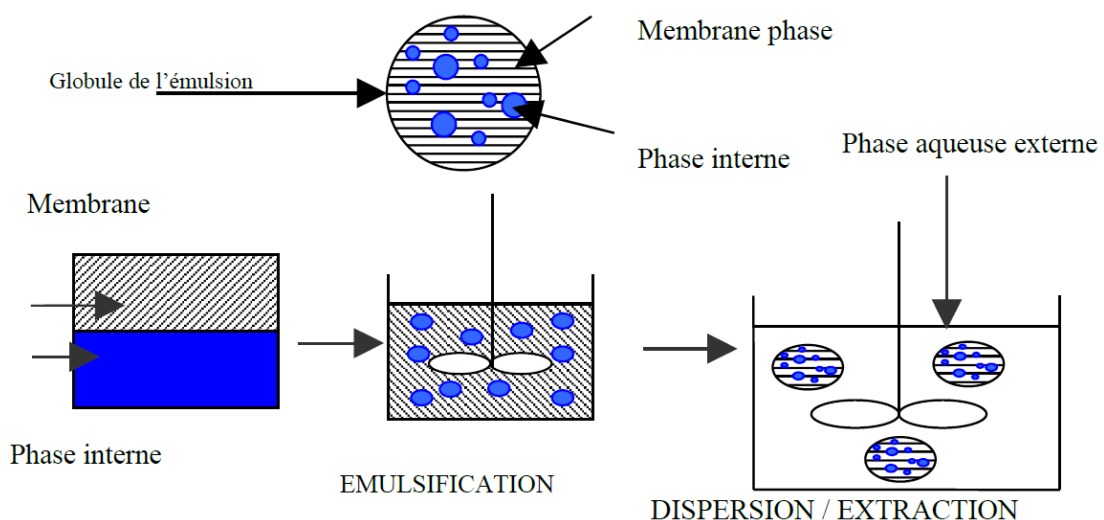 Membrane phase
Globule de l’émulsion
Phase interne
Phase aqueuse externe
Membrane
Phase interne
EMULSIFICATION
DISPERSION / EXTRACTION